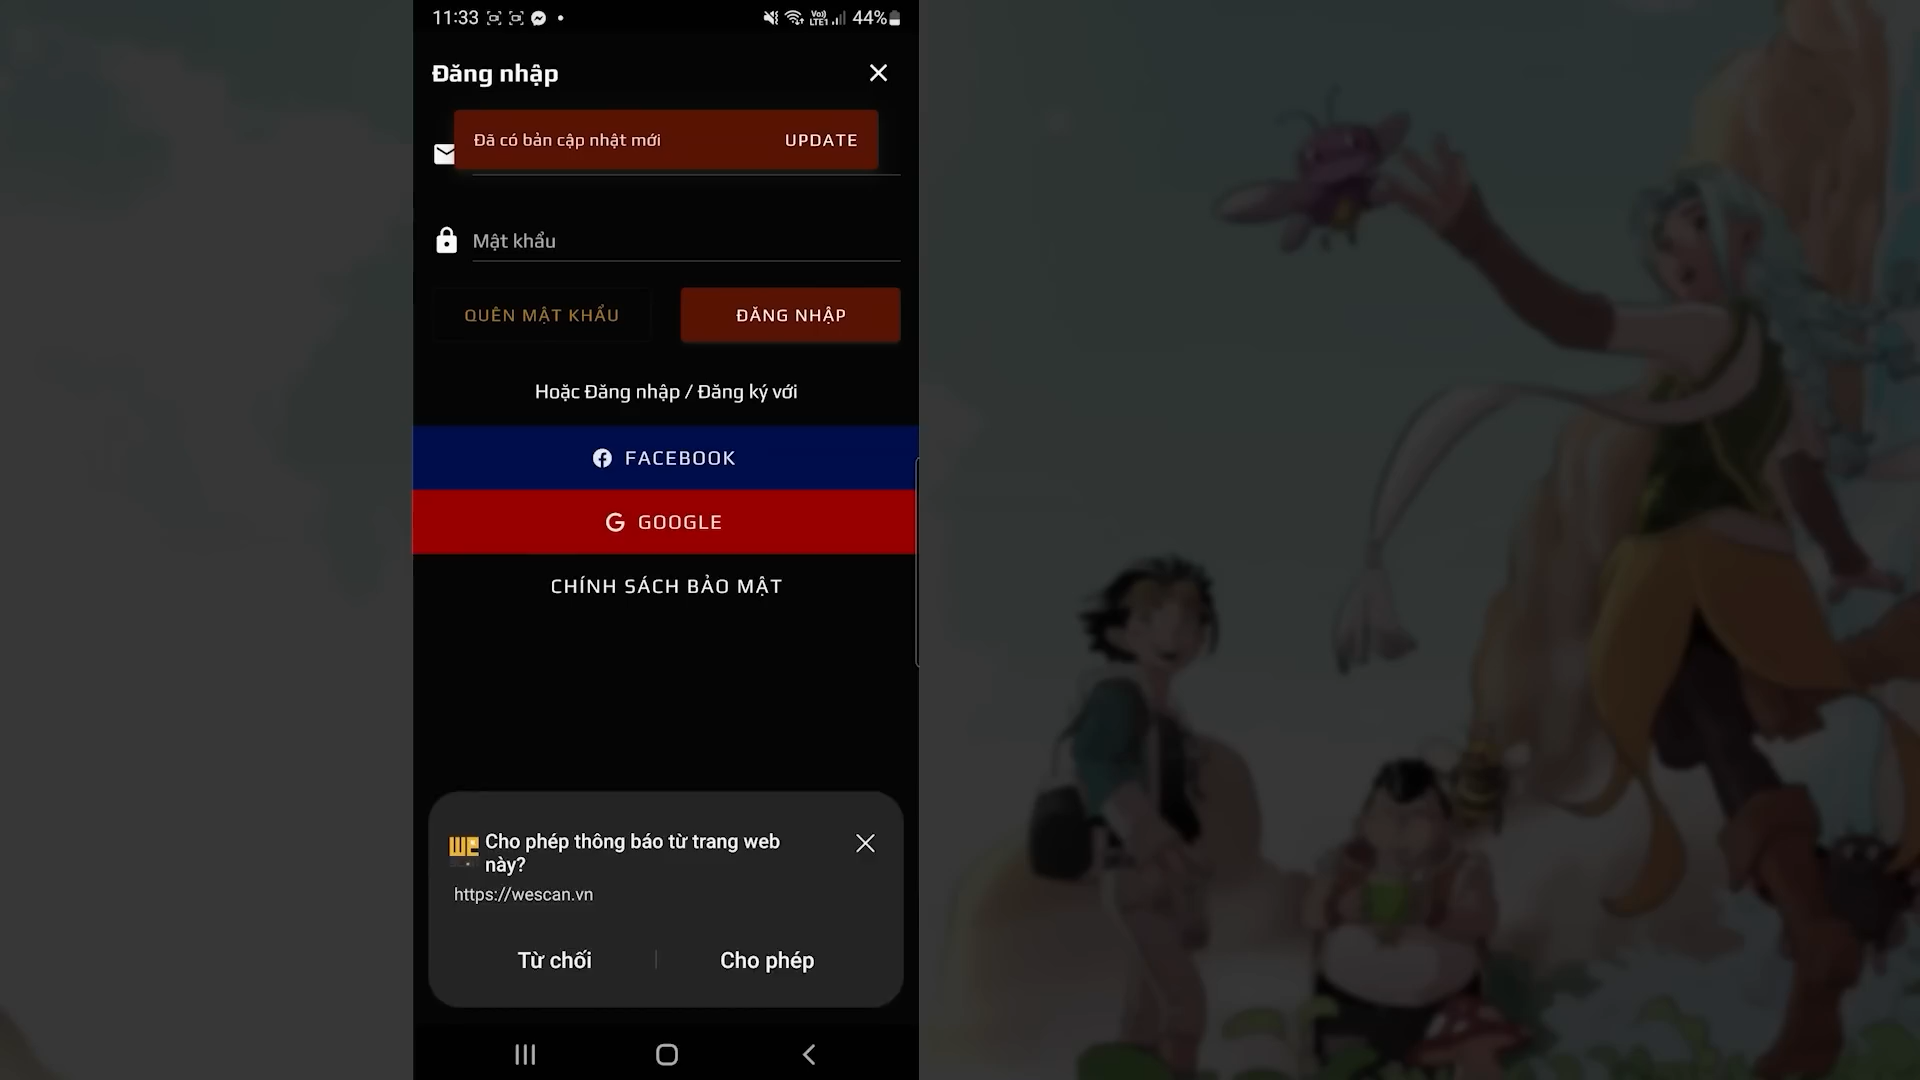 11:33
Vo))
LTE1
44%
Đăng nhập
Đã có bản cập nhật mới
UPDATE
Mật khẩu
QUÊN MẬT KHẨU
ĐĂNG NHẬP
Hoặc Đăng nhập / Đăng ký với
FACEBOOK
GOOGLE
CHÍNH SÁCH BẢO MẬT
Cho phép thông báo từ trang web
này?
https://wescan.vn
Từ chối
Cho phép